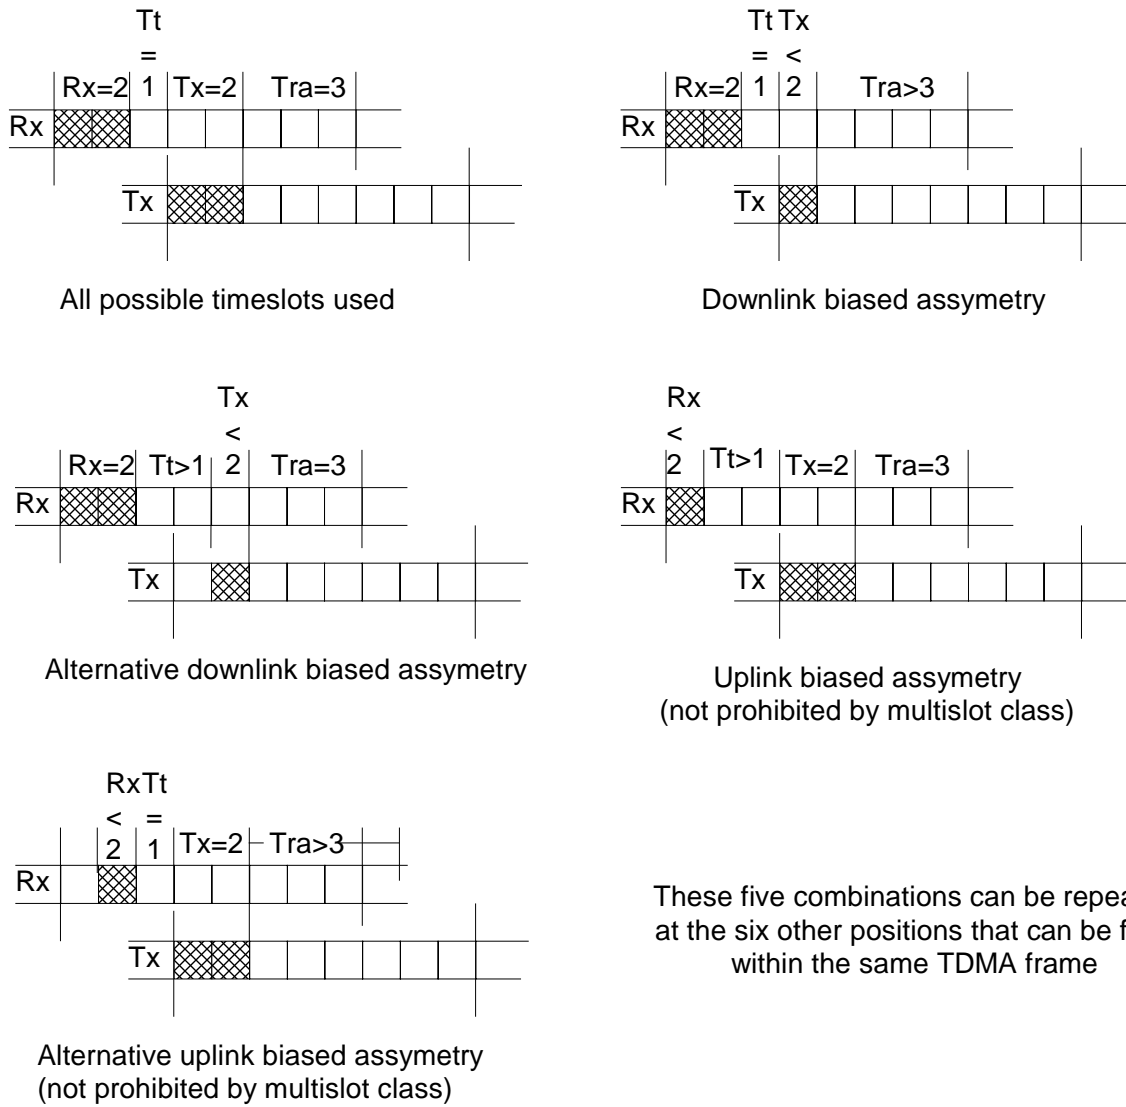 Tt
=
Rx=2 1 Tx=2 Tra=3
Rx
Tx
All possible timeslots used
Tt Tx
= <
Rx=2 1 2 Tra>3
Rx
Tx
Downlink biased assymetry
Tx
<
Rx=2 Tt>1 2 Tra=3
Rx
Tx
Alternative downlink biased assymetry
Rx
<
2 Tt>1 Tx=2 Tra=3
Rx
Tx
Uplink biased assymetry
(not prohibited by multislot class)
RxTt
< =
2 1 Tx=2 Tra>3
Rx
Tx
Alternative uplink biased assymetry
(not prohibited by multislot class)
These five combinations can be
at the six other positions that can be
within the same TDMA frame